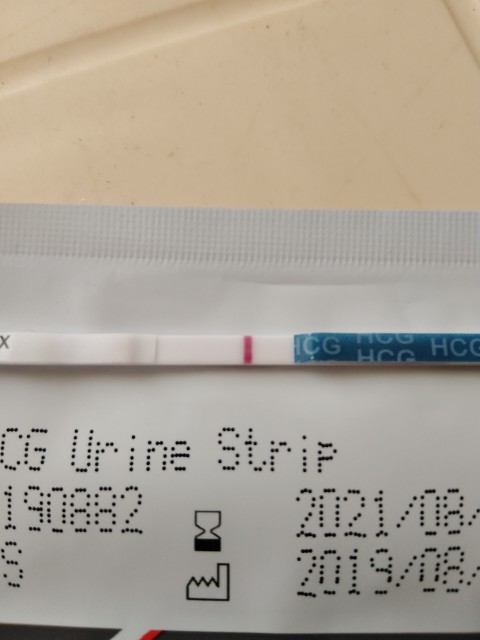 X
HCG HCG HCG
HCG
CG Urine Strip
190882
2021/08/
S
2019/08/